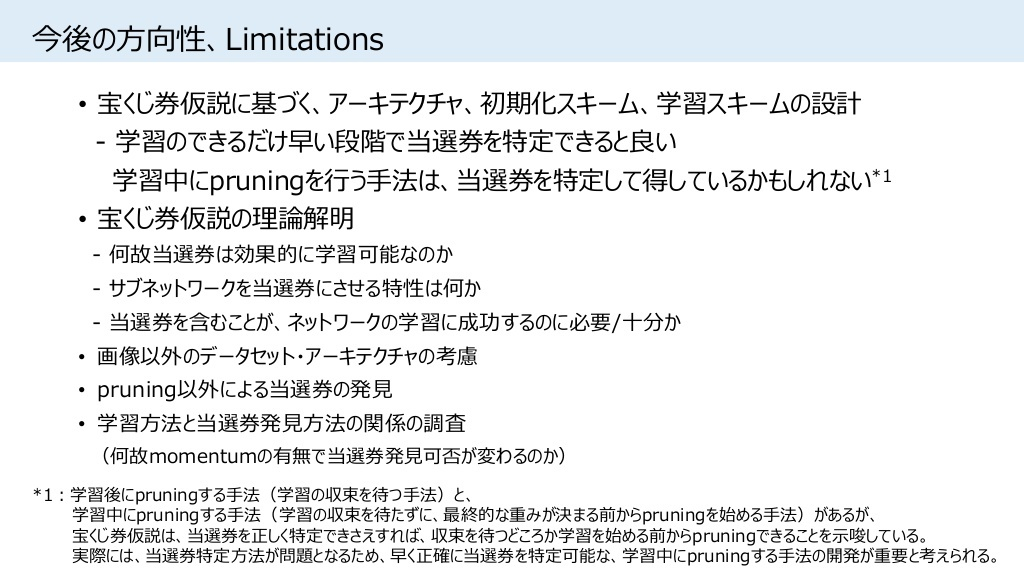 今後の方向性、Limitations
• 宝くじ券仮説に基づく、アーキテクチャ、初期化スキーム、学習スキームの設計
- 学習のできるだけ早い段階で当選券を特定できると良い
学習中にpruningを行う手法は、当選券を特定して得しているかもしれない*1
• 宝くじ券仮説の理論解明
- 何故当選券は効果的に学習可能なのか
- サブネットワークを当選券にさせる特性は何か
- 当選券を含むことが、ネットワークの学習に成功するのに必要/十分か
• 画像以外のデータセット・アーキテクチャの考慮
• pruning以外による当選券の発見
• 学習方法と当選券発見方法の関係の調査
（何故momentumの有無で当選券発見可否が変わるのか）
*1：学習後にpruningする手法（学習の収束を待つ手法）と、
学習中にpruningする手法（学習の収束を待たずに、最終的な重みが決まる前からpruningを始める手法）があるが、
宝くじ券仮説は、当選券を正しく特定できさえすれば、収束を待つどころか学習を始める前からpruningできることを示唆している。
実際には、当選券特定方法が問題となるため、早く正確に当選券を特定可能な、学習中にpruningする手法の開発が重要と考えられる。